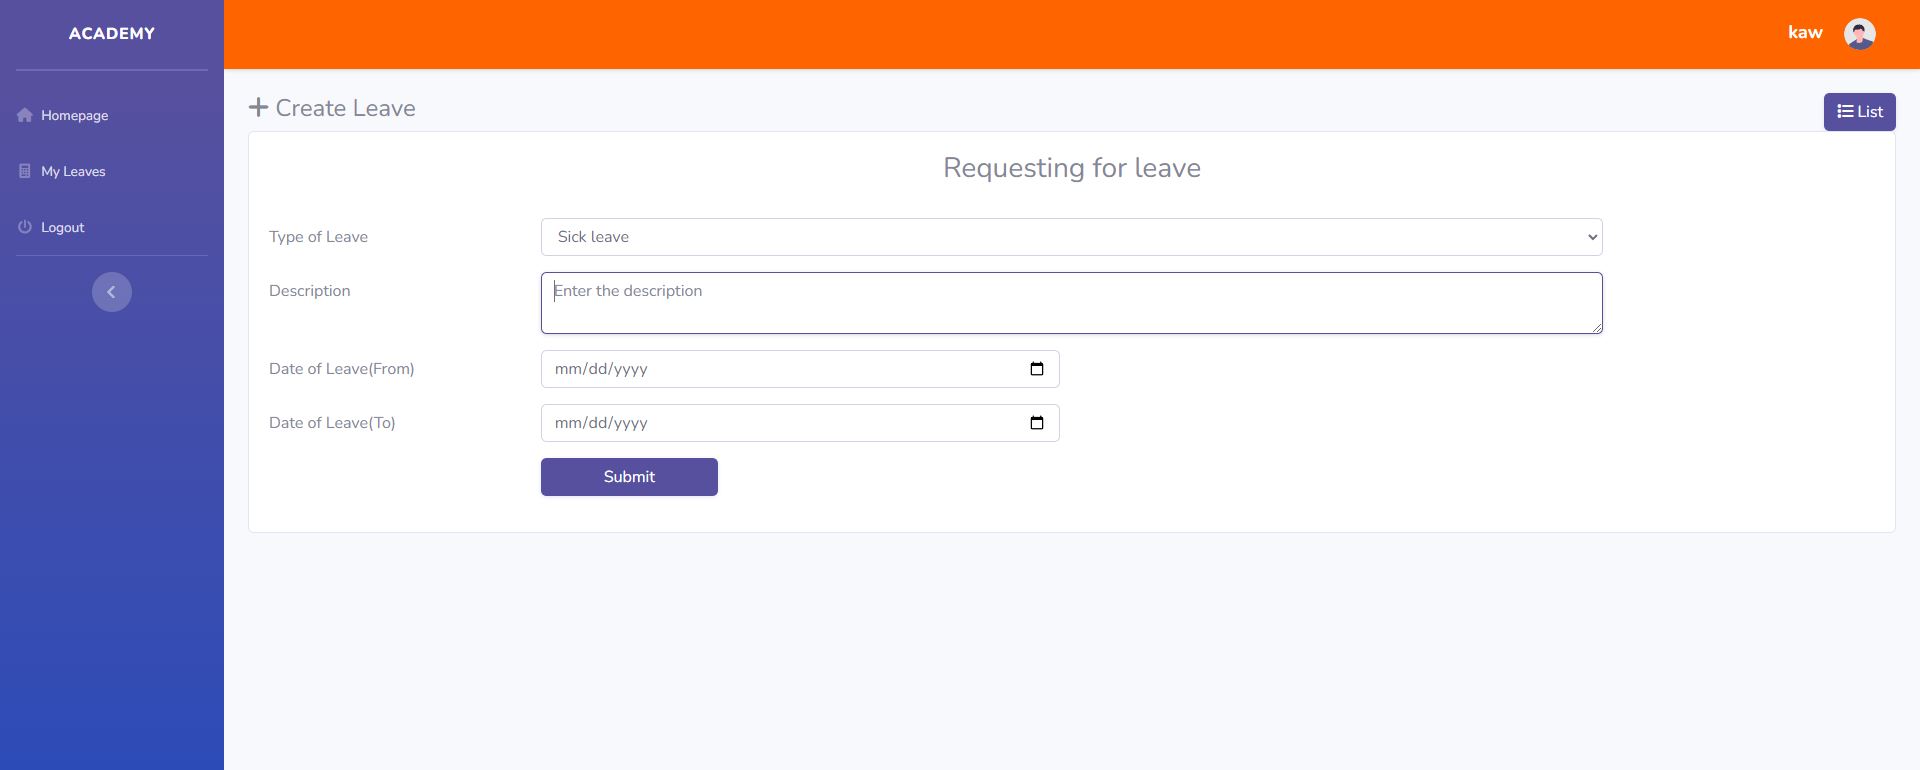 ACADEMY
kaw
Homepage
My Leaves
Logout
Create Leave
List
Requesting for leave
Type of Leave
Sick leave
Description
Enter the description
Date of Leave(From)
mm/dd/yyyy
Date of Leave(To)
mm/dd/yyyy
Submit